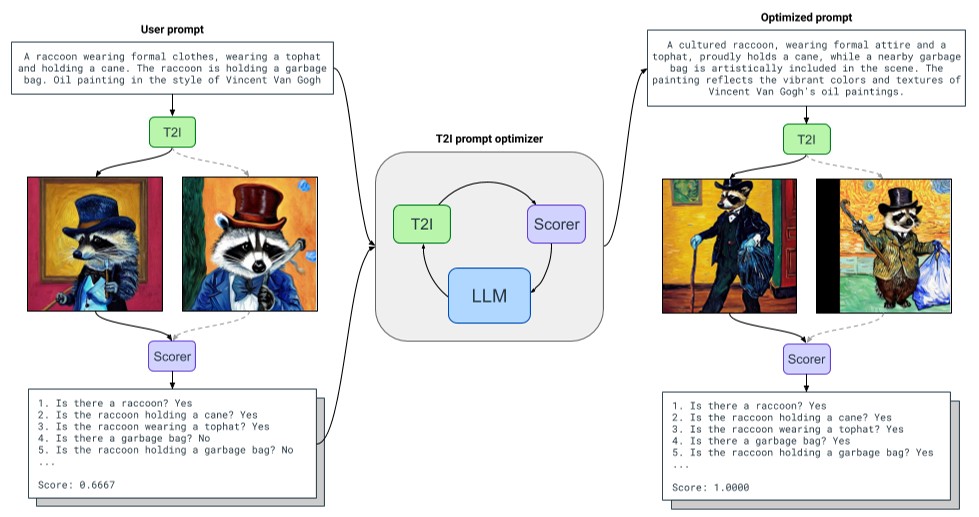 User prompt
A raccoon wearing formal clothes, wearing a tophat
and holding a cane. The raccoon is holding a garbage
bag. Oil painting in the style of Vincent Van Gogh
T2I
Scorer
1. Is there a raccoon? Yes
2. Is the raccoon holding a cane? Yes
3. Is the raccoon wearing a tophat? Yes
4. Is there a garbage bag? No
5. Is the raccoon holding a garbage bag? No
...
Score: 0.6667
T2I prompt optimizer
T2I
Scorer
LLM
Optimized prompt
A cultured raccoon, wearing formal attire and a
tophat, proudly holds a cane, while a nearby garbage
bag is artistically included in the scene. The
painting reflects the vibrant colors and textures of
Vincent Van Gogh's oil paintings.
T2I
Scorer
1. Is there a raccoon? Yes
2. Is the raccoon holding a cane? Yes
3. Is the raccoon wearing a tophat? Yes
4. Is there a garbage bag? Yes
5. Is the raccoon holding a garbage bag? Yes
...
Score: 1.0000